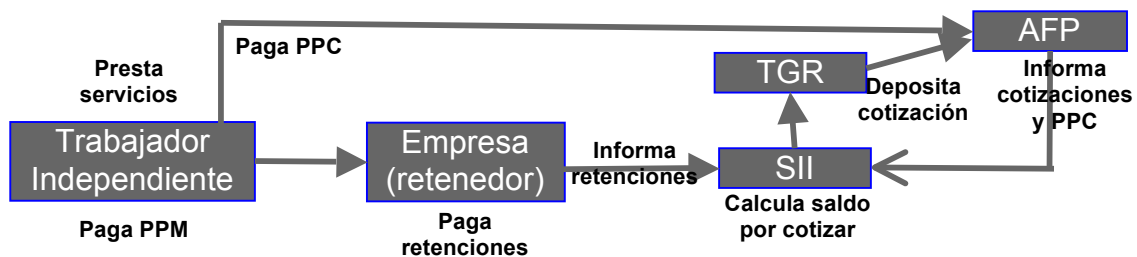 Paga PPC
AFP
Presta
servicios
TGR
Deposita
cotización
Informa
cotizaciones
y PPC
Trabajador
Independiente
Empresa
(retenedor)
Informa
retenciones
SII
Paga PPM
Paga
retenciones
Calcula saldo
por cotizar